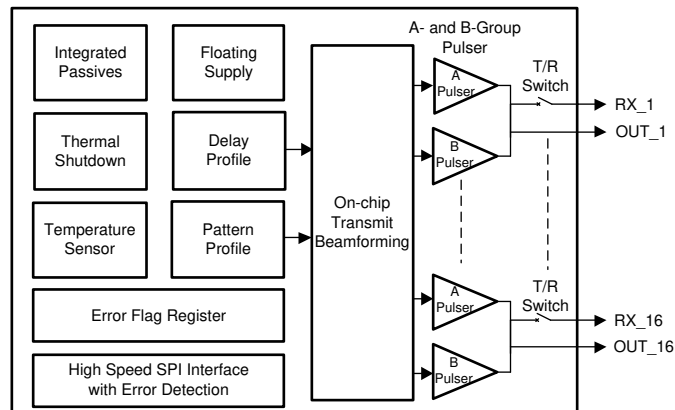 Integrated
Passives
Floating
Supply
Thermal
Shutdown
Delay
Profile
Temperature
Sensor
Pattern
Profile
Error Flag Register
High Speed SPI Interface
with Error Detection
On-chip
Transmit
Beamforming
A- and B-Group
Pulser
A
Pulser
B
Pulser
A
Pulser
B
Pulser
T/R
Switch
RX_1
OUT_1
T/R
Switch
RX_16
OUT_16